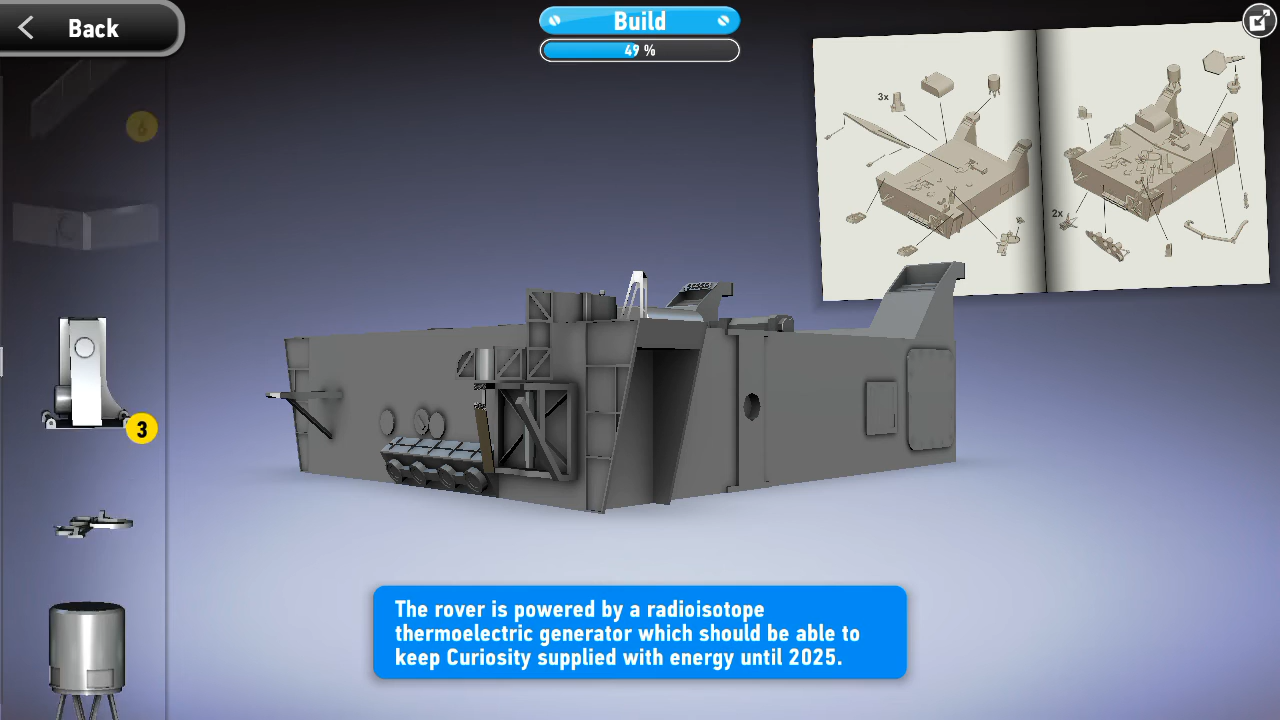 Back
Build
49 %
3x
2x
6
3
The rover is powered by a radioisotope
thermoelectric generator which should be able to
keep Curiosity supplied with energy until 2025.